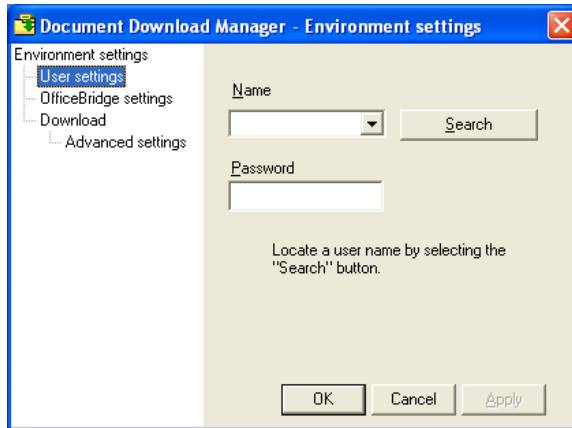 Document Download Manager - Environment settings
Environment settings
User settings
OfficeBridge settings
Download
Advanced settings
Name
Search
Password
Locate a user name by selecting the
"Search" button.
OK
Cancel
Apply